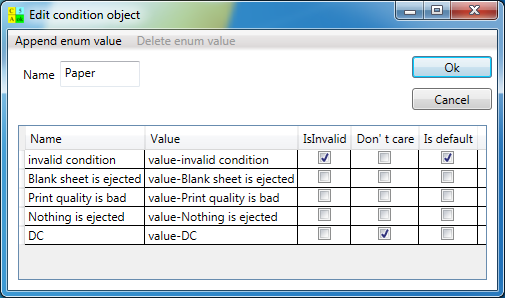 Edit condition object
Append enum value Delete enum value
Name Paper
Ok
Cancel
Name Value IsInvalid Don' t care Is default
invalid condition value-invalid condition
Blank sheet is ejected value-Blank sheet is ejected
Print quality is bad value-Print quality is bad
Nothing is ejected value-Nothing is ejected
DC value-DC